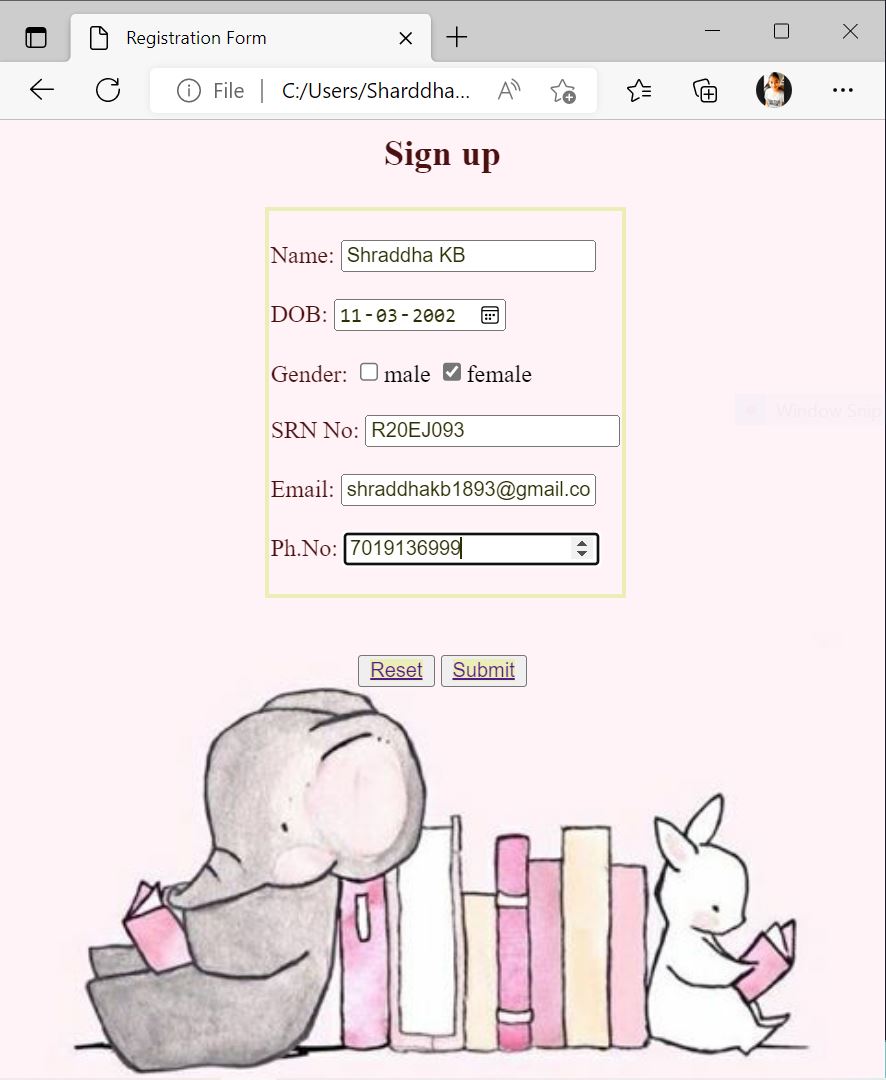 Registration Form
File | C:/Users/Sharddha...
Sign up
Name: Shraddha KB
DOB: 11-03-2002
Gender: male female
SRN No: R20EJ093
Email: shraddhakb1893@gmail.co
Ph.No: 7019136999
Window Snip
Reset Submit